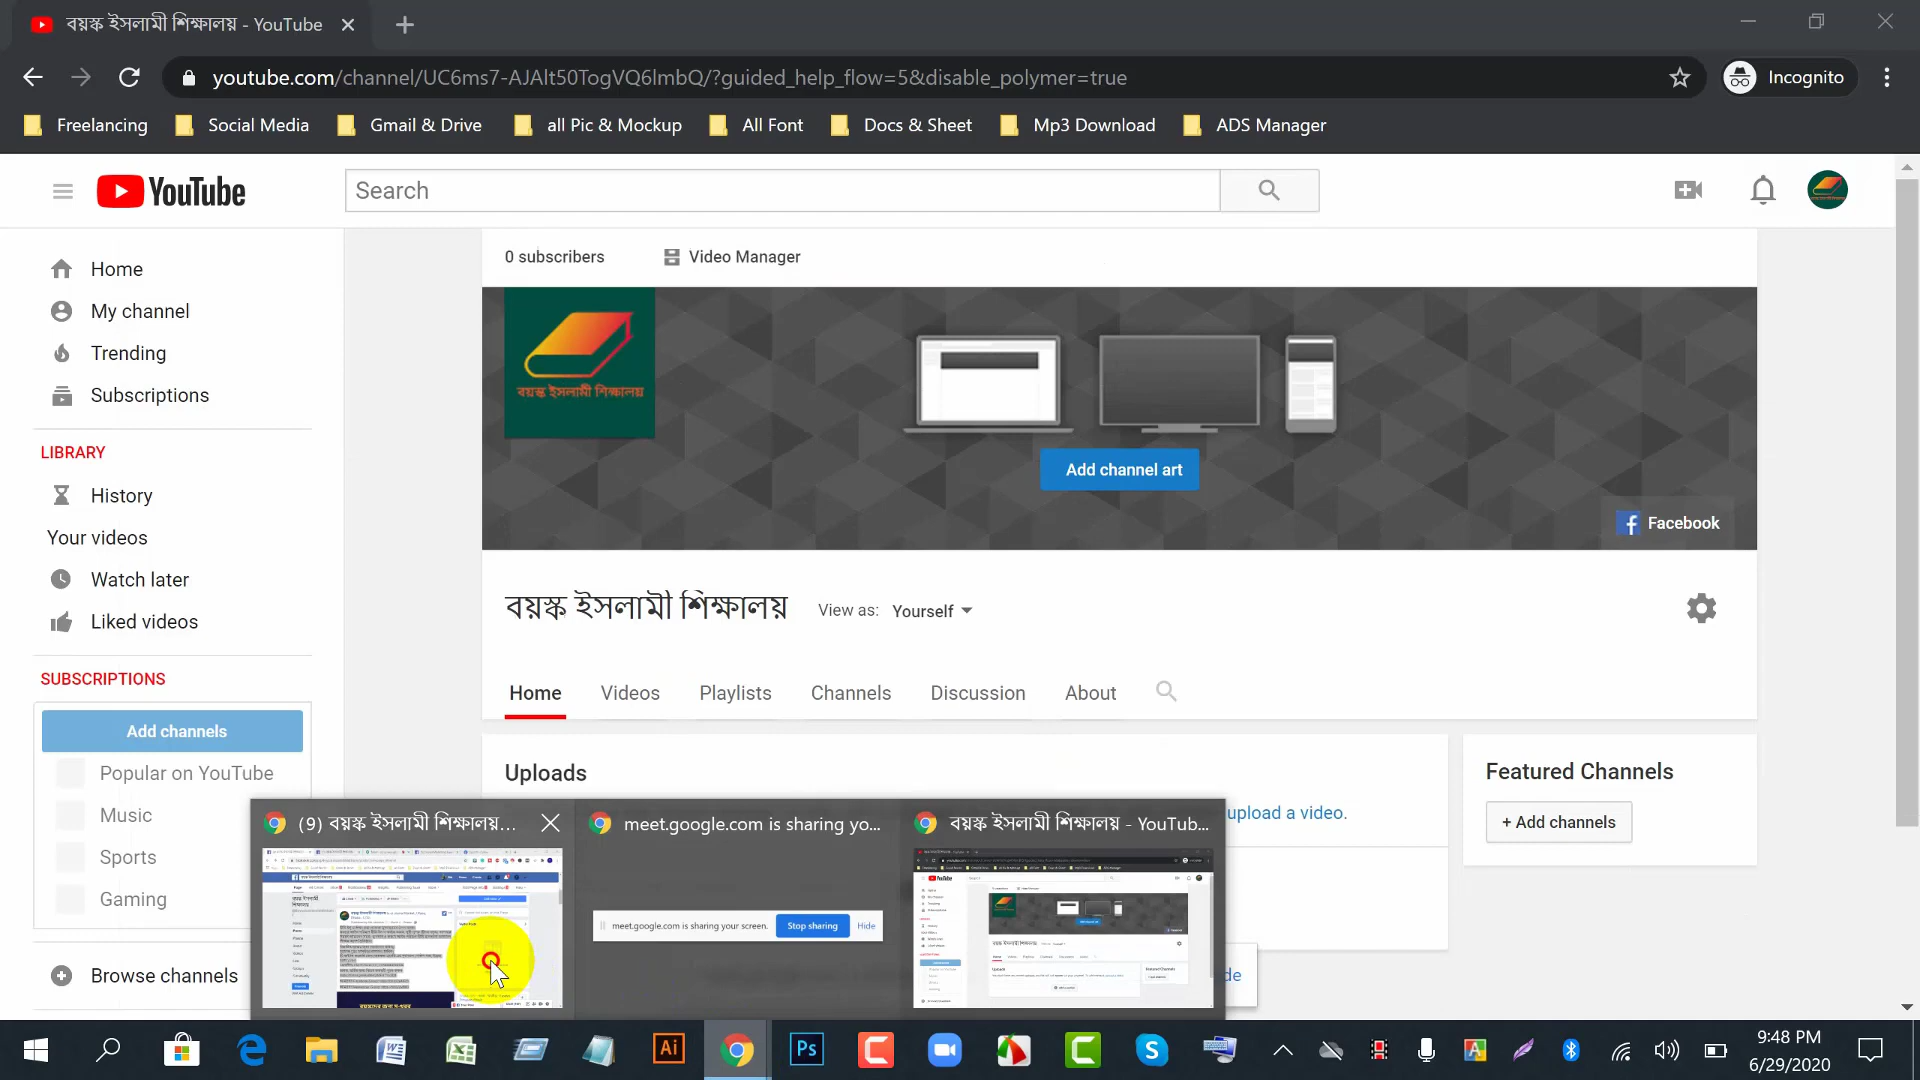 বয়স্ক ইসলামী শিক্ষালয় - YouTube
youtube.com/channel/UC6ms7-AJAlt50TogVQ6lmbQ/?guided_help_flow=5&disable_polymer=true
Incognito
Freelancing
Social Media
Gmail & Drive
all Pic & Mockup
All Font
Docs & Sheet
Mp3 Download
ADS Manager
YouTube
Search
Home
My channel
Trending
Subscriptions
LIBRARY
History
Your videos
Watch later
Liked videos
SUBSCRIPTIONS
Add channels
Popular on YouTube
Music
Sports
Gaming
Browse channels
0 subscribers
Video Manager
বয়স্ক ইসলামী শিক্ষালয়
Add channel art
Facebook
বয়স্ক ইসলামী শিক্ষালয়
View as: Yourself
Home
Videos
Playlists
Channels
Discussion
About
Uploads
upload a video.
Featured Channels
+ Add channels
(9) বয়স্ক ইসলামী শিক্ষালয়...
meet.google.com is sharing yo...
বয়স্ক ইসলামী শিক্ষালয় - YouTub...
meet.google.com is sharing your screen.
Stop sharing
Hide
de
Ai
Ps
9:48 PM
6/29/2020